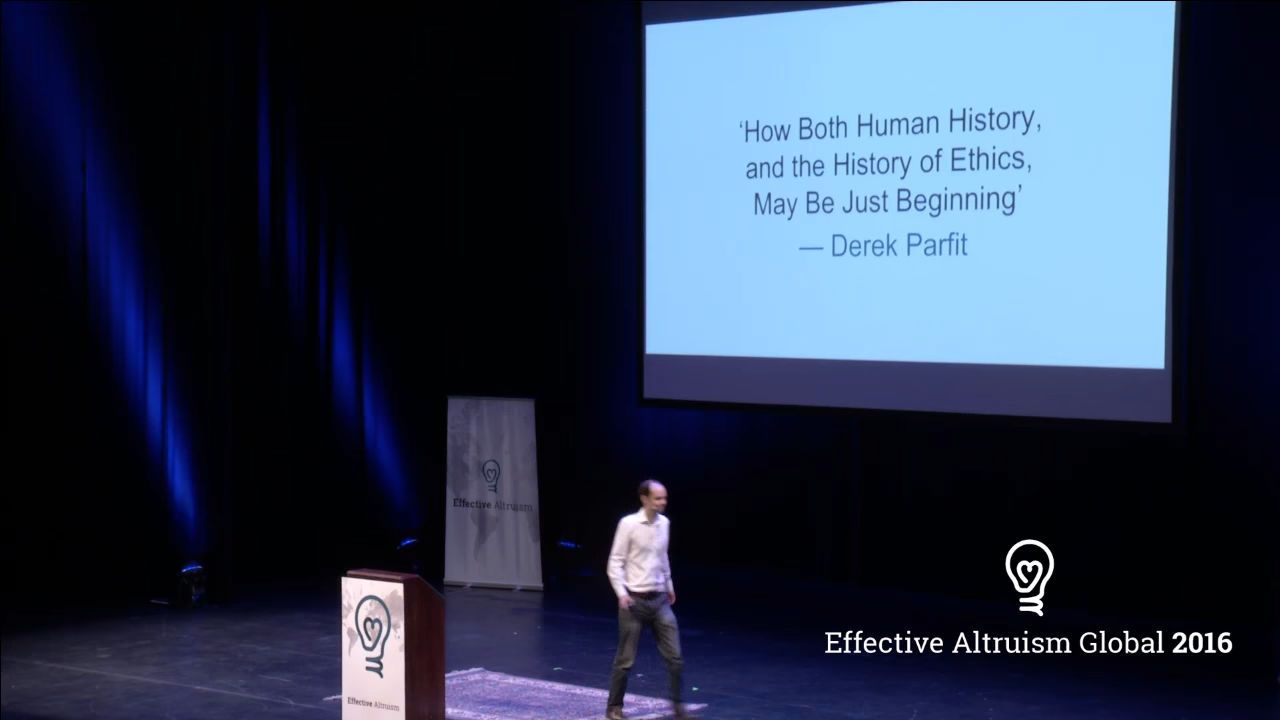 ‘How Both Human History,
and the History of Ethics,
May Be Just Beginning’
— Derek Parfit
Effective Altruism
Effective Altruism Global 2016
Effective Altruism